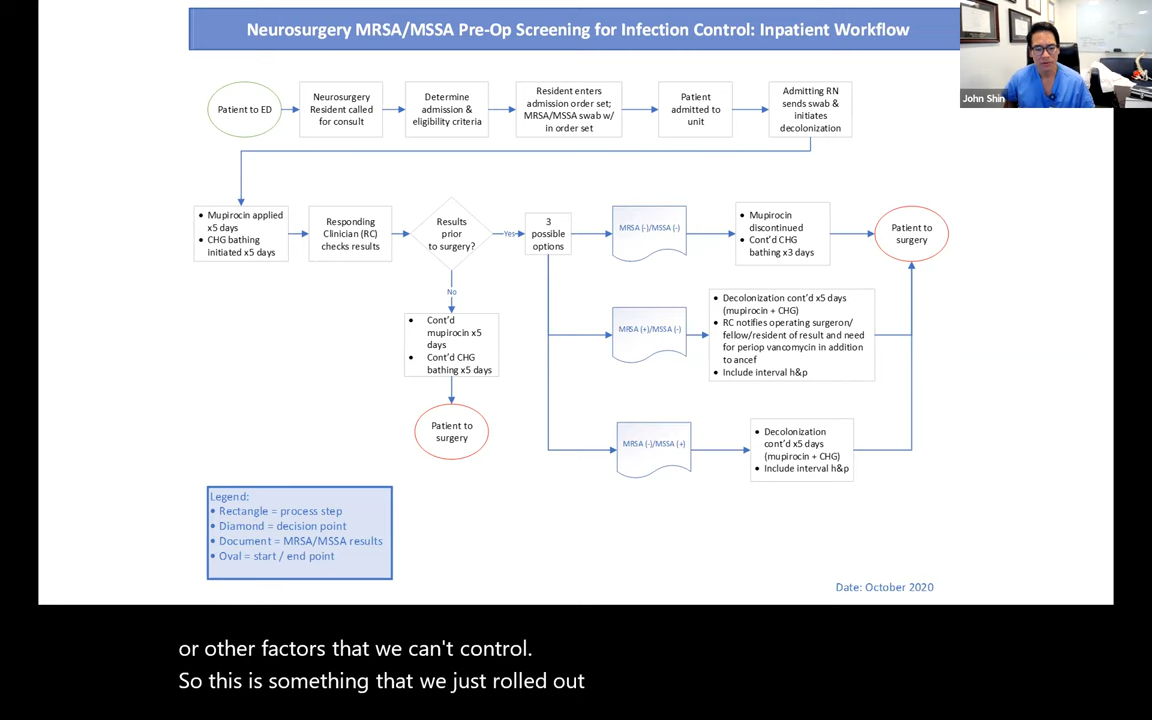 Neurosurgery MRSA/MSSA Pre-Op Screening for Infection Control: Inpatient Workflow
John Shin
Patient to ED
Neurosurgery
Resident called
for consult
Determine
admission &
eligibility criteria
Resident enters
admission order set;
MRSA/MSSA swab w/
in order set
Patient
admitted to
unit
Admitting RN
sends swab &
initiates
decolonization
• Mupirocin applied
x5 days
• CHG bathing
initiated x5 days
Responding
Clinician (RC)
checks results
Results
prior
to surgery?
Yes
3
possible
options
MRSA (-)/MSSA (-)
• Mupirocin
discontinued
• Cont'd CHG
bathing x3 days
Patient to
surgery
No
• Cont'd
mupirocin x5
days
• Cont'd CHG
bathing x5 days
Patient to
surgery
MRSA (+)/MSSA (-)
• Decolonization cont'd x5 days
(mupirocin + CHG)
• RC notifies operating surgeron/
fellow/resident of result and need
for periop vancomycin in addition
to ancef
• Include interval h&p
MRSA (-)/MSSA (+)
• Decolonization
cont'd x5 days
(mupirocin + CHG)
• Include interval h&p
Legend:
• Rectangle = process step
• Diamond = decision point
• Document = MRSA/MSSA results
• Oval = start / end point
Date: October 2020
or other factors that we can't control.
So this is something that we just rolled out